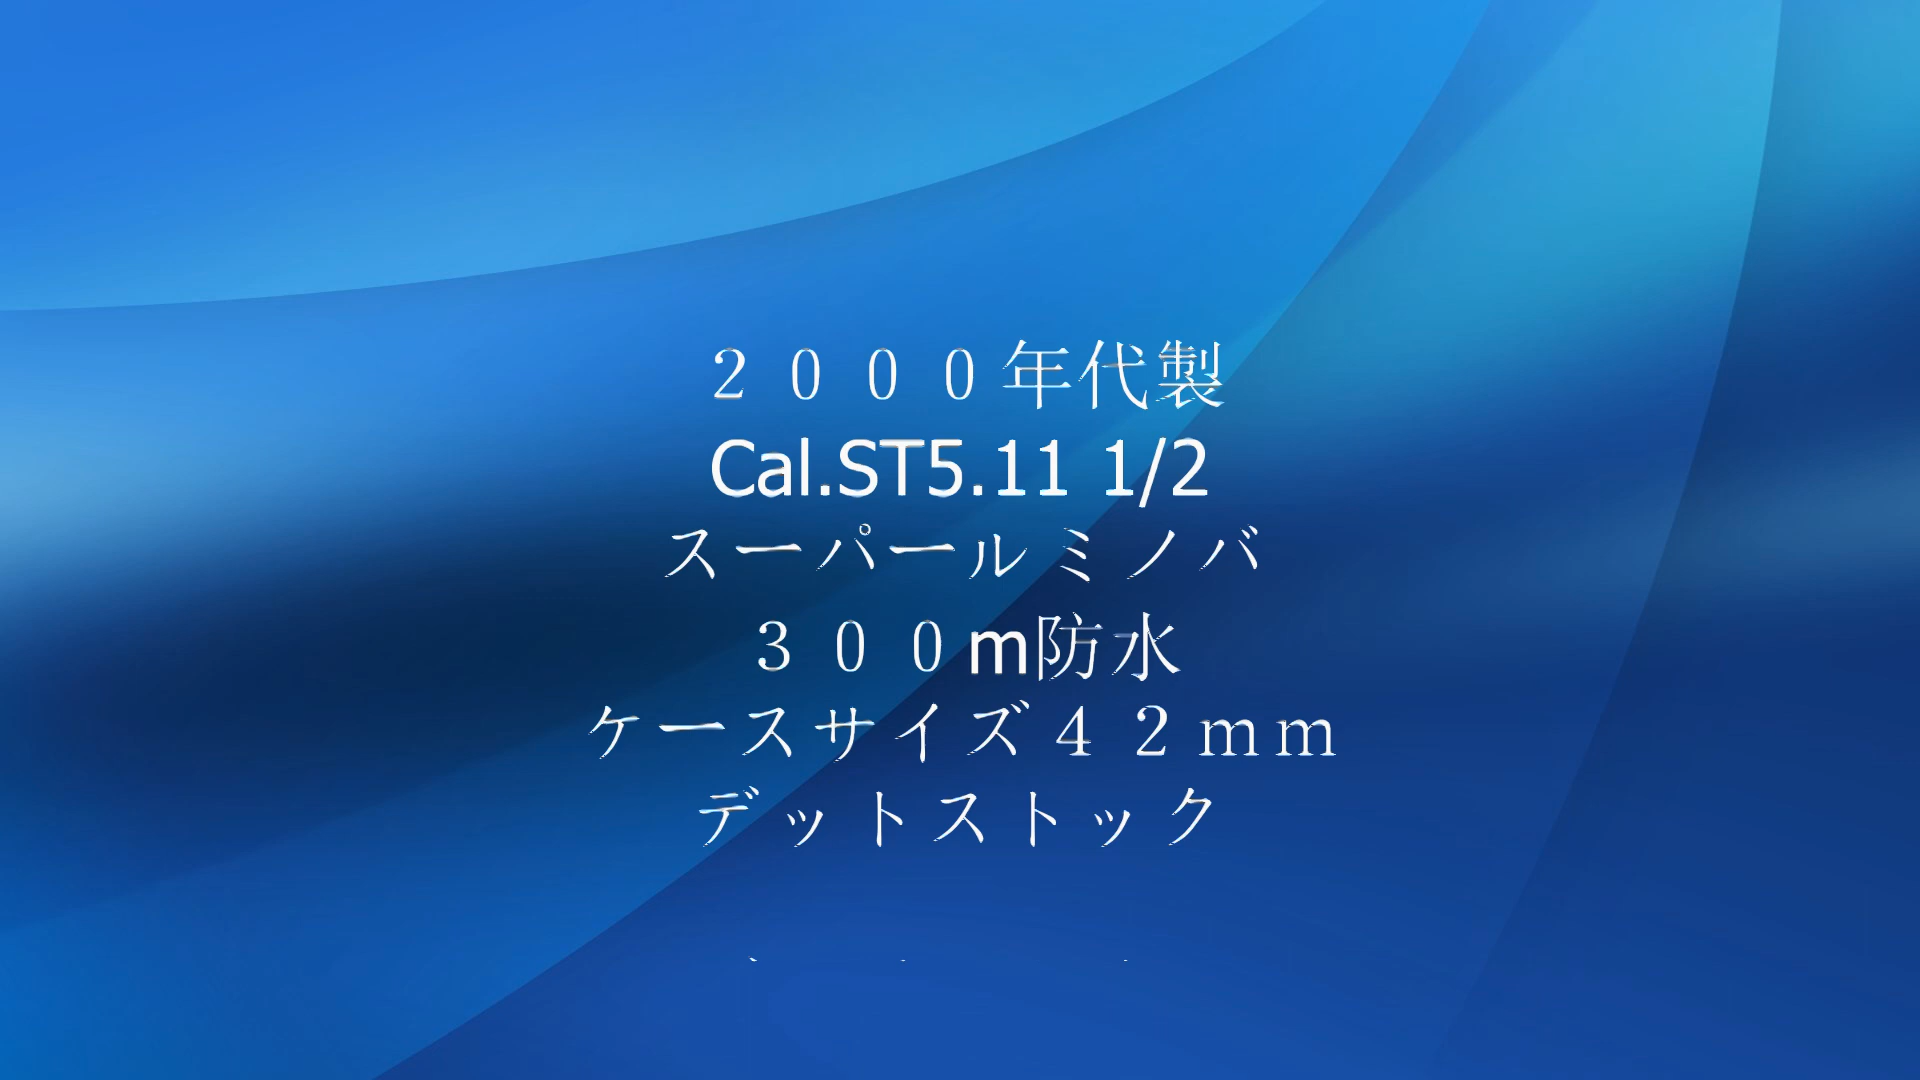 ２０００年代製
Cal.ST5.11 1/2
スーパールミノバ
３００m防水
ケースサイズ４２ｍｍ
デットストック